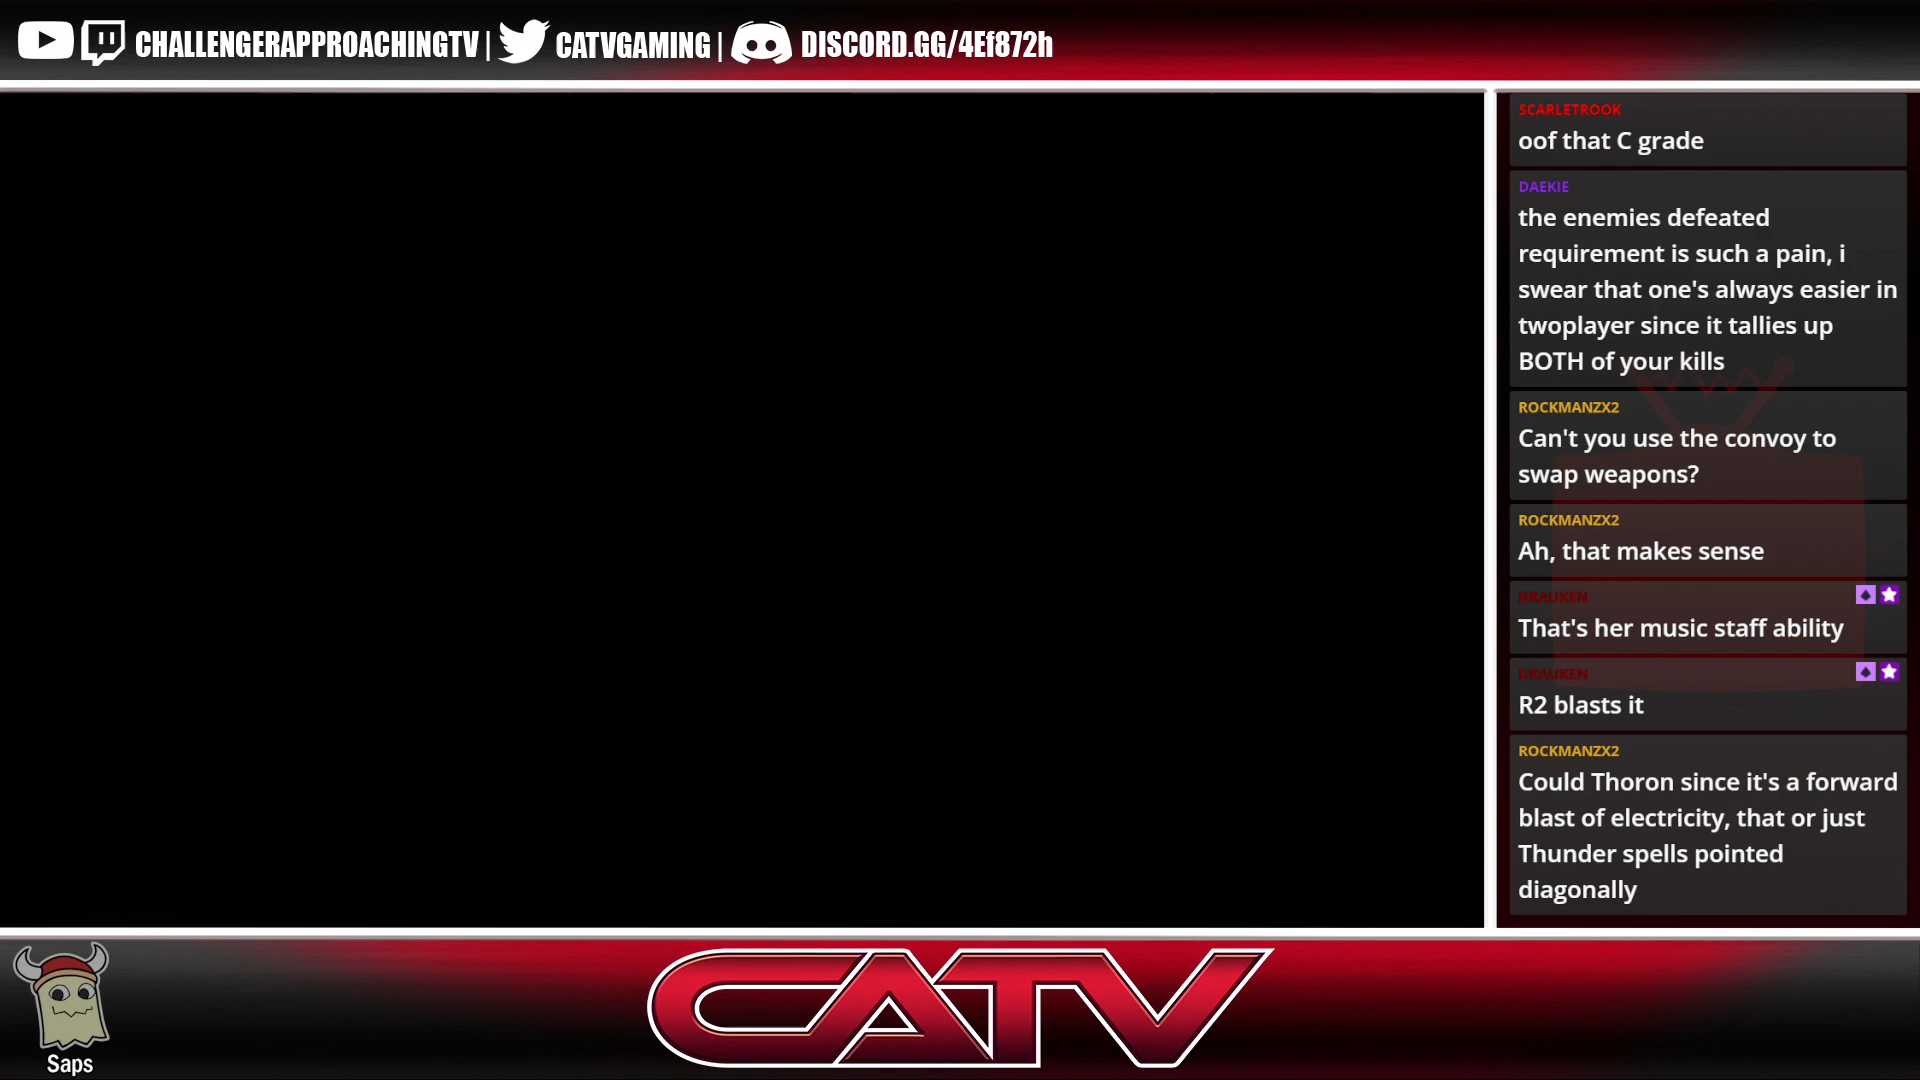 CHALLENGERAPPROACHINGTV | CATVGAMING | DISCORD.GG/4Ef872h
SCARLETROOK
oof that C grade
DAEKIE
the enemies defeated
requirement is such a pain, i
swear that one's always easier in
twoplayer since it tallies up
BOTH of your kills
ROCKMANZX2
Can't you use the convoy to
swap weapons?
ROCKMANZX2
Ah, that makes sense
DRAUKEN
That's her music staff ability
DRAUKEN
R2 blasts it
ROCKMANZX2
Could Thoron since it's a forward
blast of electricity, that or just
Thunder spells pointed
diagonally
CATV
Saps